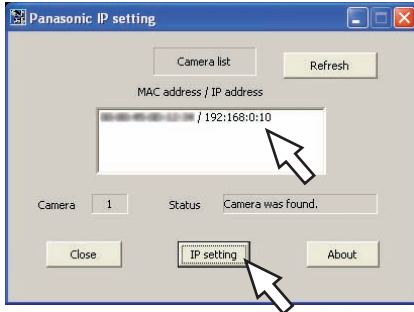 Panasonic IP setting
Camera list
Refresh
MAC address / IP address
/ 192:168:0:10
Camera 1 Status Camera was found.
Close IP setting About